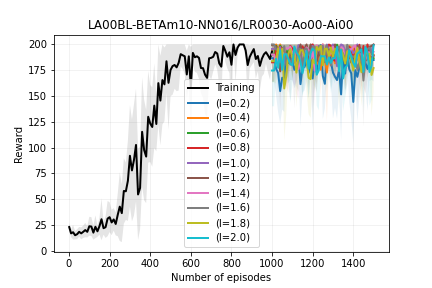 LA00BL-BETAm10-NN016/LR0030-Ao00-Ai00
200
175
150
125
100
75
50
25
0
Reward
Training
(l=0.2)
(l=0.4)
(l=0.6)
(l=0.8)
(l=1.0)
(l=1.2)
(l=1.4)
(l=1.6)
(l=1.8)
(l=2.0)
0 200 400 600 800 1000 1200 1400
Number of episodes